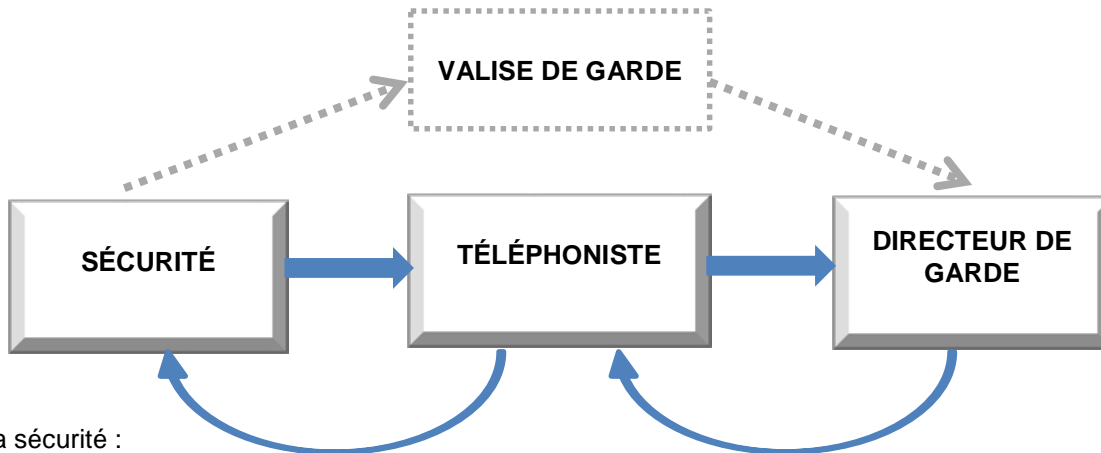 VALISE DE GARDE
SÉCURITÉ
TÉLÉPHONISTE
DIRECTEUR DE
GARDE
a sécurité :